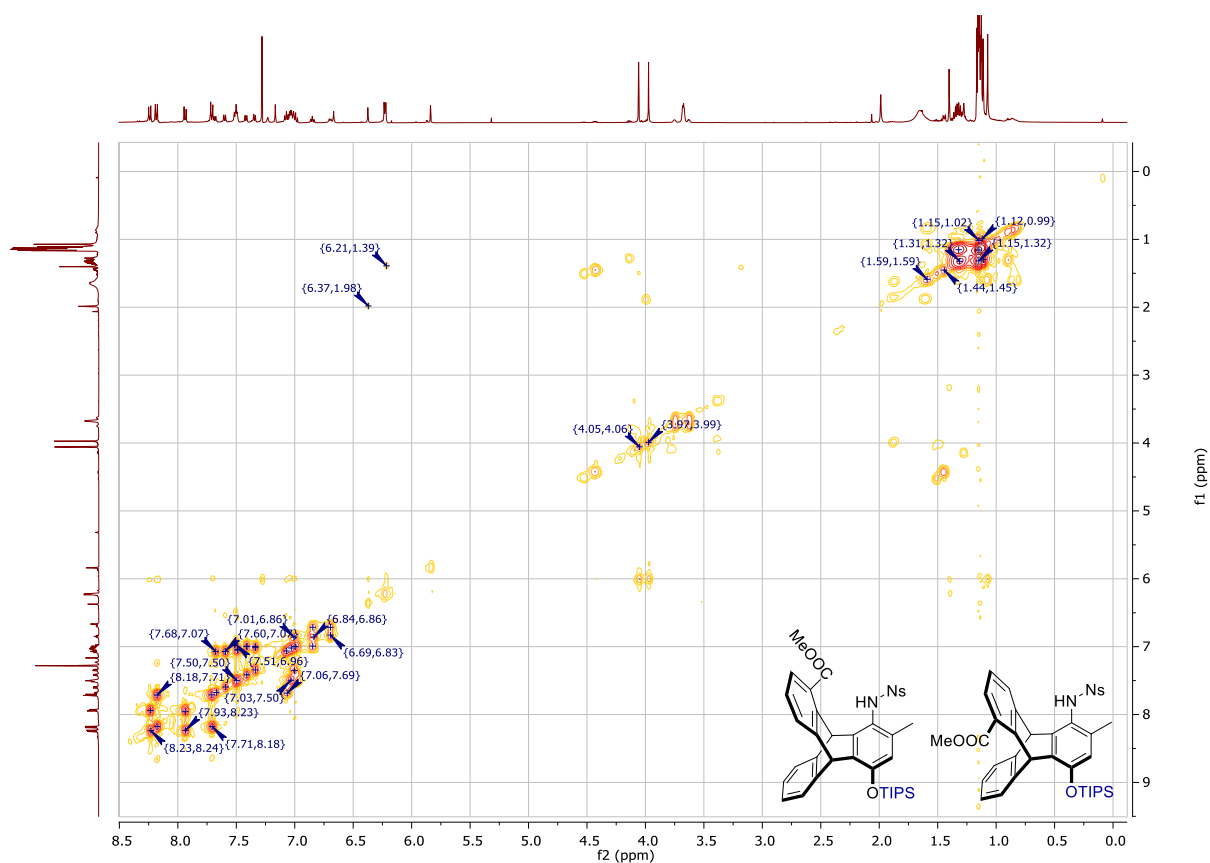 0
1
2
3
4
5
6
7
8
9
f1 (ppm)
8.5 8.0 7.5 7.0 6.5 6.0 5.5 5.0 4.5 4.0 3.5 3.0 2.5 2.0 1.5 1.0 0.5 0.0
f2 (ppm)
{1.15,1.02} {1.12,0.99}
{1.31,1.32} {1.15,1.32}
{1.59,1.59} {1.44,1.45}
{6.21,1.39}
{6.37,1.98}
{4.05,4.06} {3.97,3.99}
{7.01,6.86} {6.84,6.86}
{7.68,7.07} {7.60,7.07} {6.69,6.83}
{7.50,7.50} {7.51,6.96}
{8.18,7.71} {7.03,7.50} {7.06,7.69}
{7.93,8.23}
{8.23,8.24} {7.71,8.18}
MeOOC
HN Ns
OTIPS
MeOOC
HN Ns
OTIPS